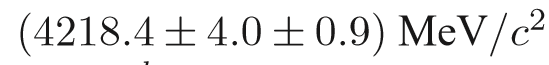 (4218.4 ± 4.0 ± 0.9) MeV/c²